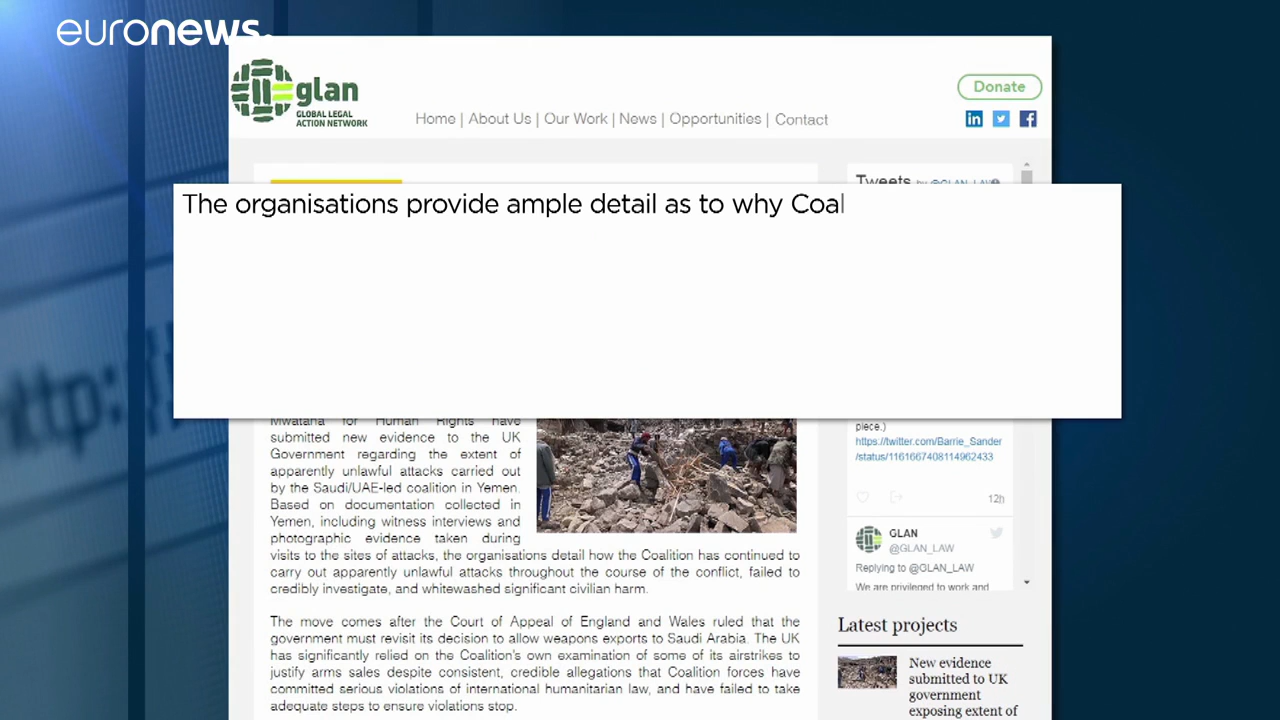 euronews.
glan
GLOBAL LEGAL
ACTION NETWORK
Donate
Home | About Us | Our Work | News | Opportunities | Contact
Tweets by @GLAN_LAW
The organisations provide ample detail as to why Coal
Mwatana for Human Rights have
submitted new evidence to the UK
Government regarding the extent of
apparently unlawful attacks carried out
by the Saudi/UAE-led coalition in Yemen.
Based on documentation collected in
Yemen, including witness interviews and
photographic evidence taken during
visits to the sites of attacks, the organisations detail how the Coalition has continued to
carry out apparently unlawful attacks throughout the course of the conflict, failed to
credibly investigate, and whitewashed significant civilian harm.
The move comes after the Court of Appeal of England and Wales ruled that the
government must revisit its decision to allow weapons exports to Saudi Arabia. The UK
has significantly relied on the Coalition's own examination of some of its airstrikes to
justify arms sales despite consistent, credible allegations that Coalition forces have
committed serious violations of international humanitarian law, and have failed to take
adequate steps to ensure violations stop.
piece.)
https://twitter.com/Barrie_Sander
/status/1161667408114962433
12h
GLAN
@GLAN_LAW
Replying to @GLAN_LAW
We are privileged to work and
Latest projects
New evidence
submitted to UK
government
exposing extent of